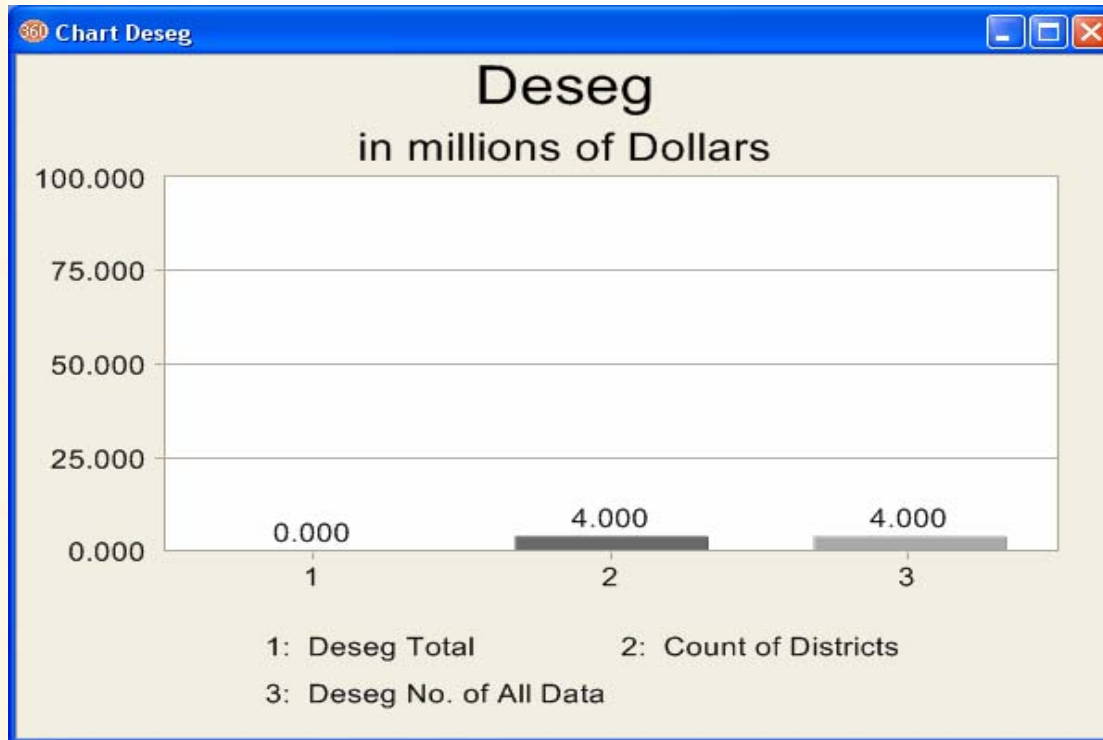 360 Chart Deseg
Deseg
in millions of Dollars
100.000
75.000
50.000
25.000
0.000
0.000
4.000
4.000
1
2
3
1: Deseg Total
2: Count of Districts
3: Deseg No. of All Data